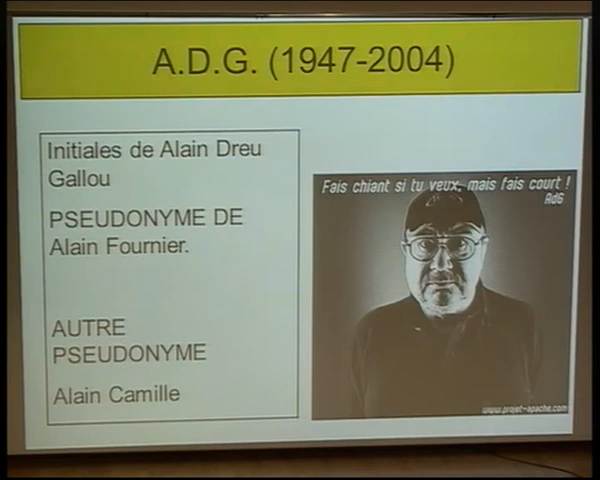 A.D.G. (1947-2004)
Initiales de Alain Dreu
Gallou
PSEUDONYME DE
Alain Fournier.
AUTRE
PSEUDONYME
Alain Camille
Fais chiant si tu veux, mais fais court !
AdG
www.projet-apache.com